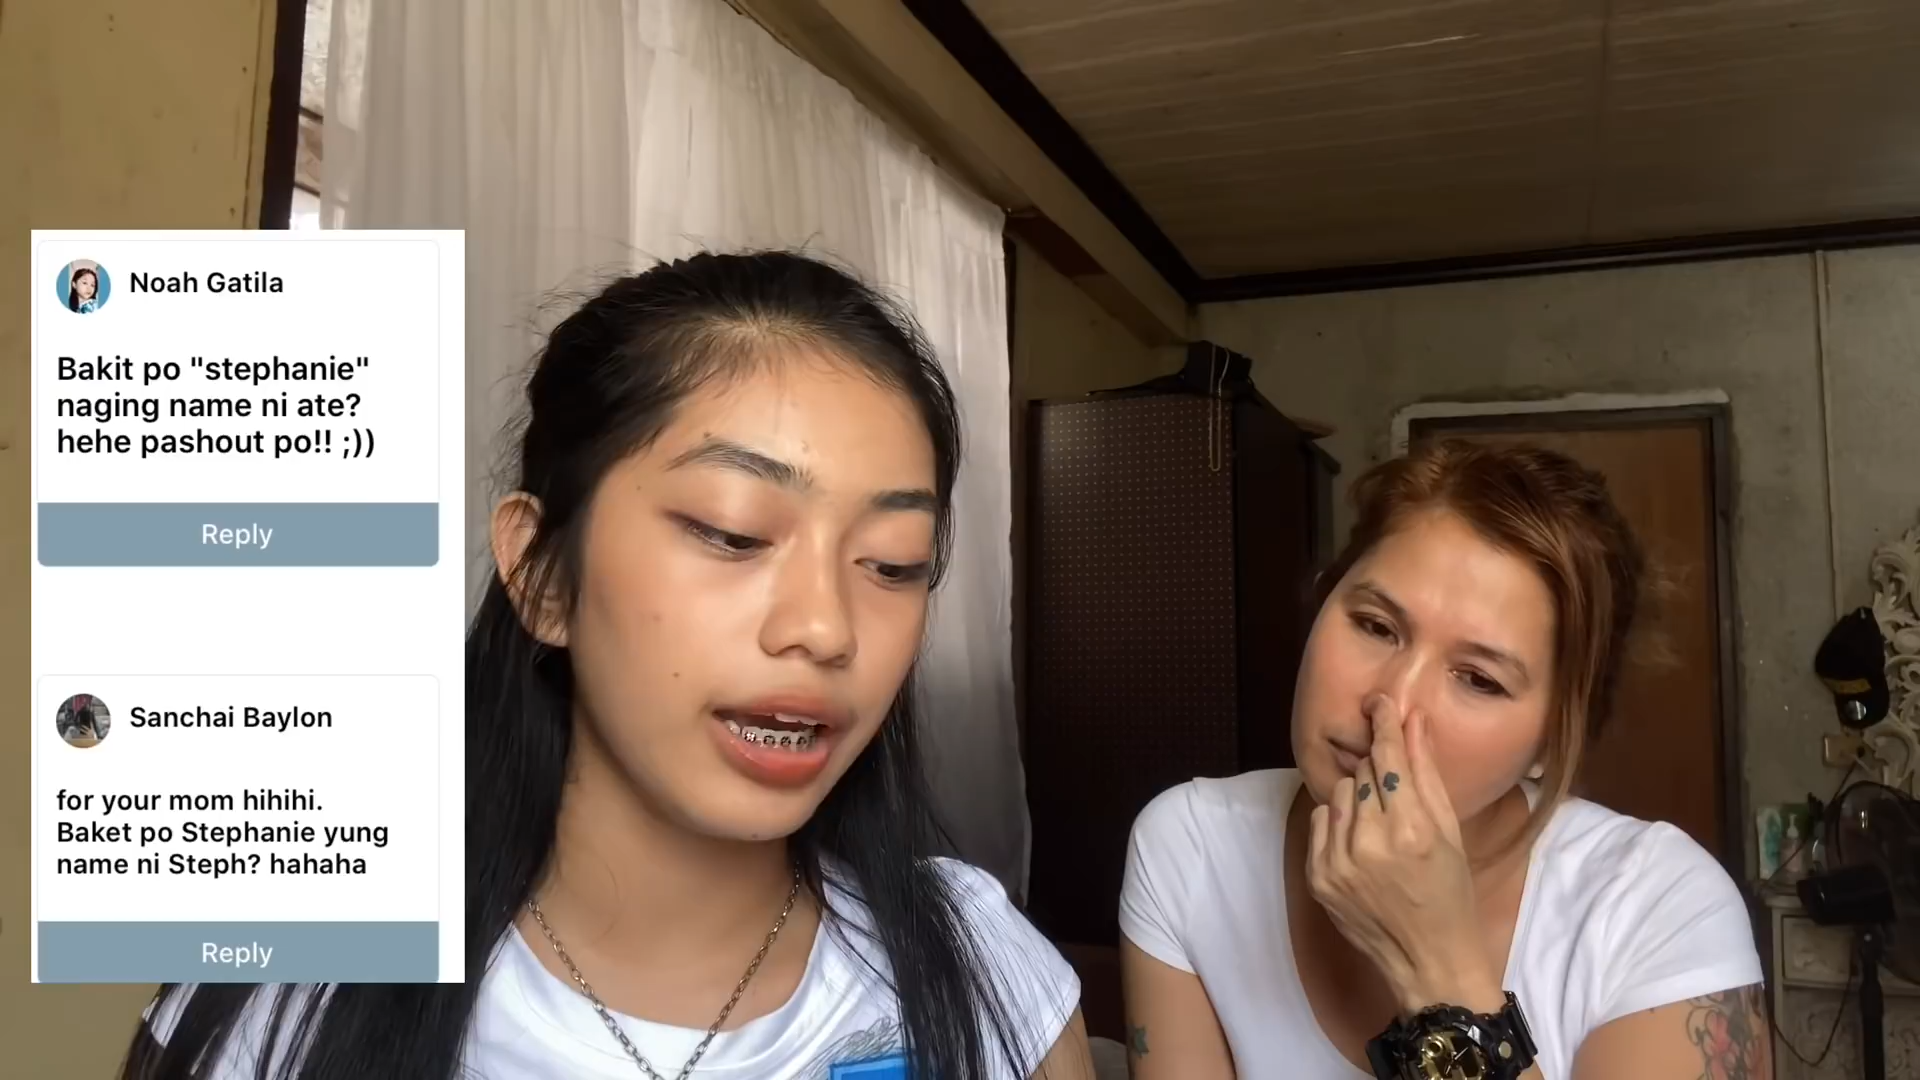 Noah Gatila
Bakit po "stephanie"
naging name ni ate?
hehe pashout po!! ;))
Reply
Sanchai Baylon
for your mom hihihi.
Baket po Stephanie yung
name ni Steph? hahaha
Reply